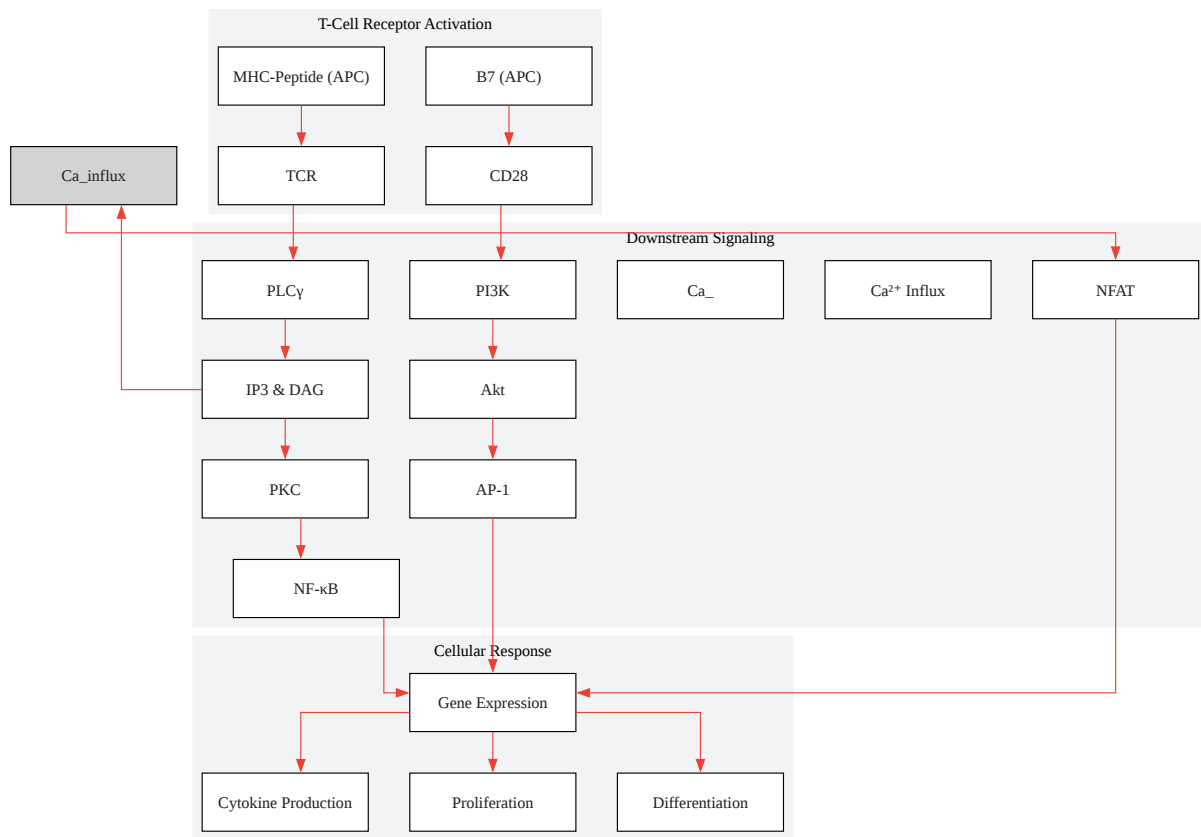 T-Cell Receptor Activation
MHC-Peptide (APC)
B7 (APC)
Ca_influx
TCR
CD28
Downstream Signaling
PLCγ
PI3K
Ca_
Ca²⁺ Influx
NFAT
IP3 & DAG
Akt
PKC
AP-1
NF-κB
Cellular Response
Gene Expression
Cytokine Production
Proliferation
Differentiation